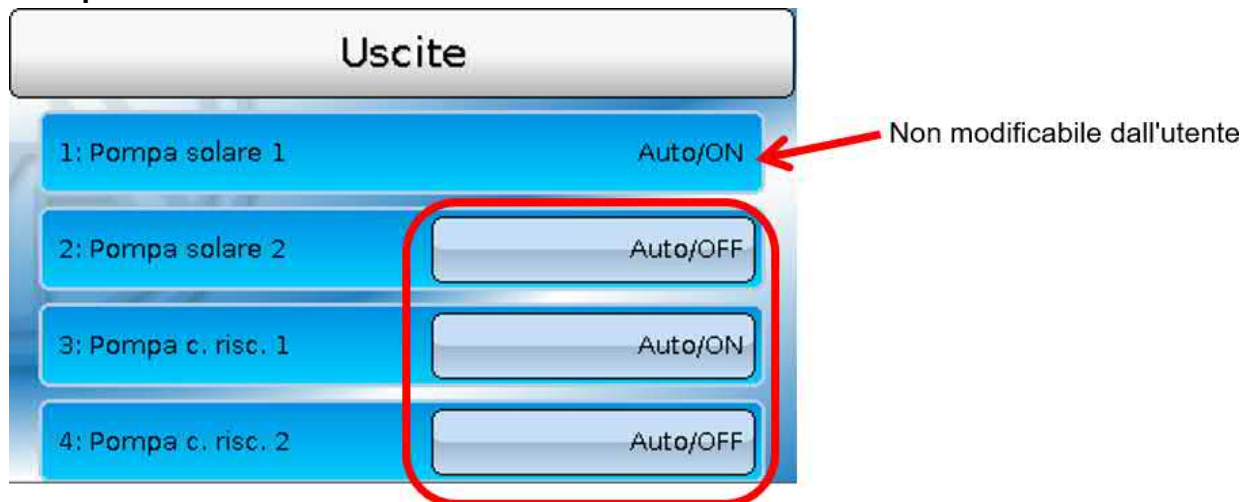 Uscite
1: Pompa solare 1 Auto/ON
Non modificabile dall'utente
2: Pompa solare 2 Auto/OFF
3: Pompa c. risc. 1 Auto/ON
4: Pompa c. risc. 2 Auto/OFF